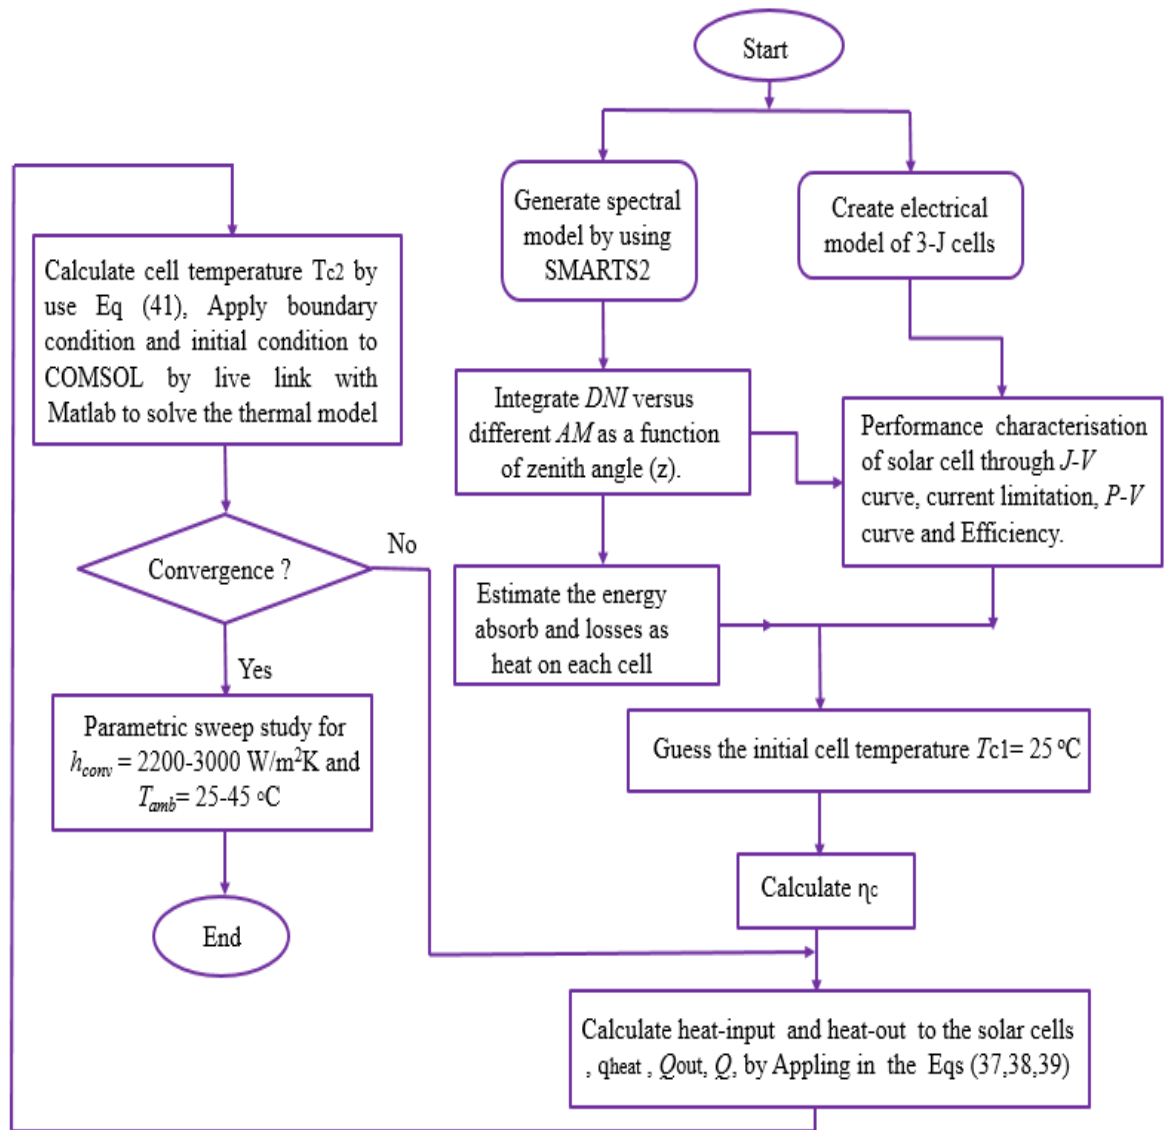 Start
Generate spectral
model by using
SMARTS2
Create electrical
model of 3-J cells
Integrate DNI versus
different AM as a function
of zenith angle (z).
Performance characterisation
of solar cell through J-V
curve, current limitation, P-V
curve and Efficiency.
Estimate the energy
absorb and losses as
heat on each cell
Guess the initial cell temperature Tc1= 25 °C
Calculate ηc
Calculate heat-input and heat-out to the solar cells
, qheat , Qout, Q, by Appling in the Eqs (37,38,39)
Calculate cell temperature Tc2 by
use Eq (41), Apply boundary
condition and initial condition to
COMSOL by live link with
Matlab to solve the thermal model
Convergence ?
No
Yes
Parametric sweep study for
hconv = 2200-3000 W/m²K and
Tamb= 25-45 °C
End